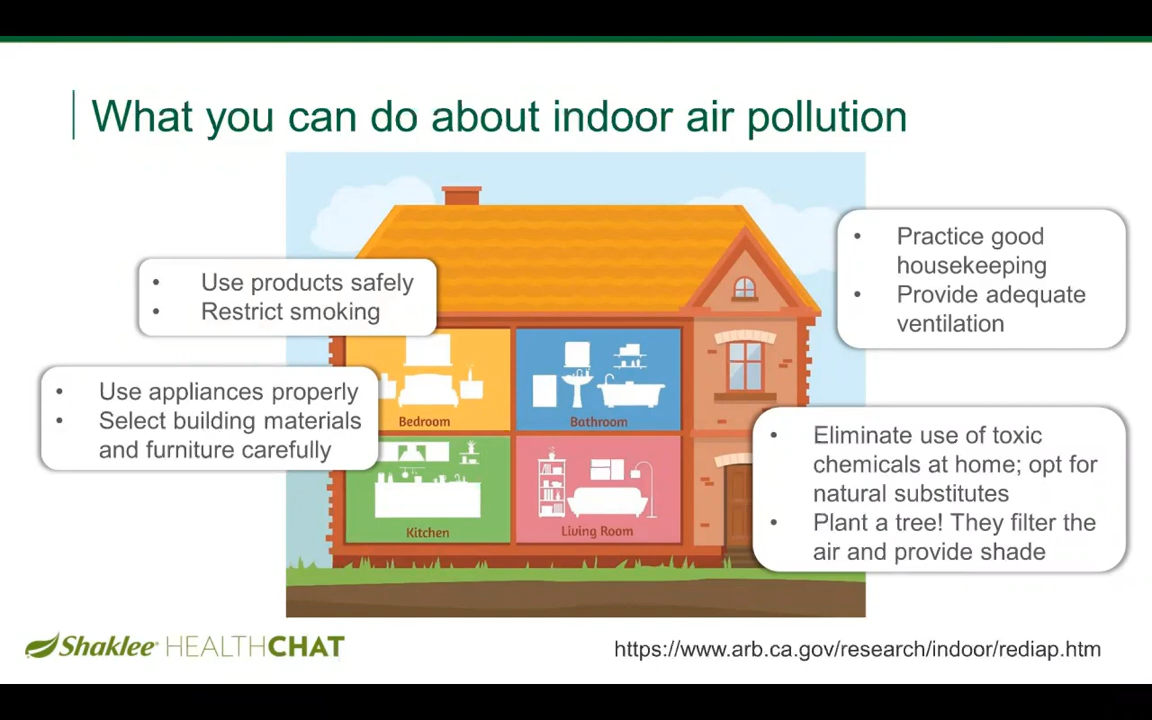 What you can do about indoor air pollution
• Use products safely
• Restrict smoking
• Use appliances properly
• Select building materials
and furniture carefully
• Practice good
housekeeping
• Provide adequate
ventilation
• Eliminate use of toxic
chemicals at home; opt for
natural substitutes
• Plant a tree! They filter the
air and provide shade
Bedroom
Bathroom
Kitchen
Living Room
Shaklee® HEALTHCHAT
https://www.arb.ca.gov/research/indoor/rediap.htm